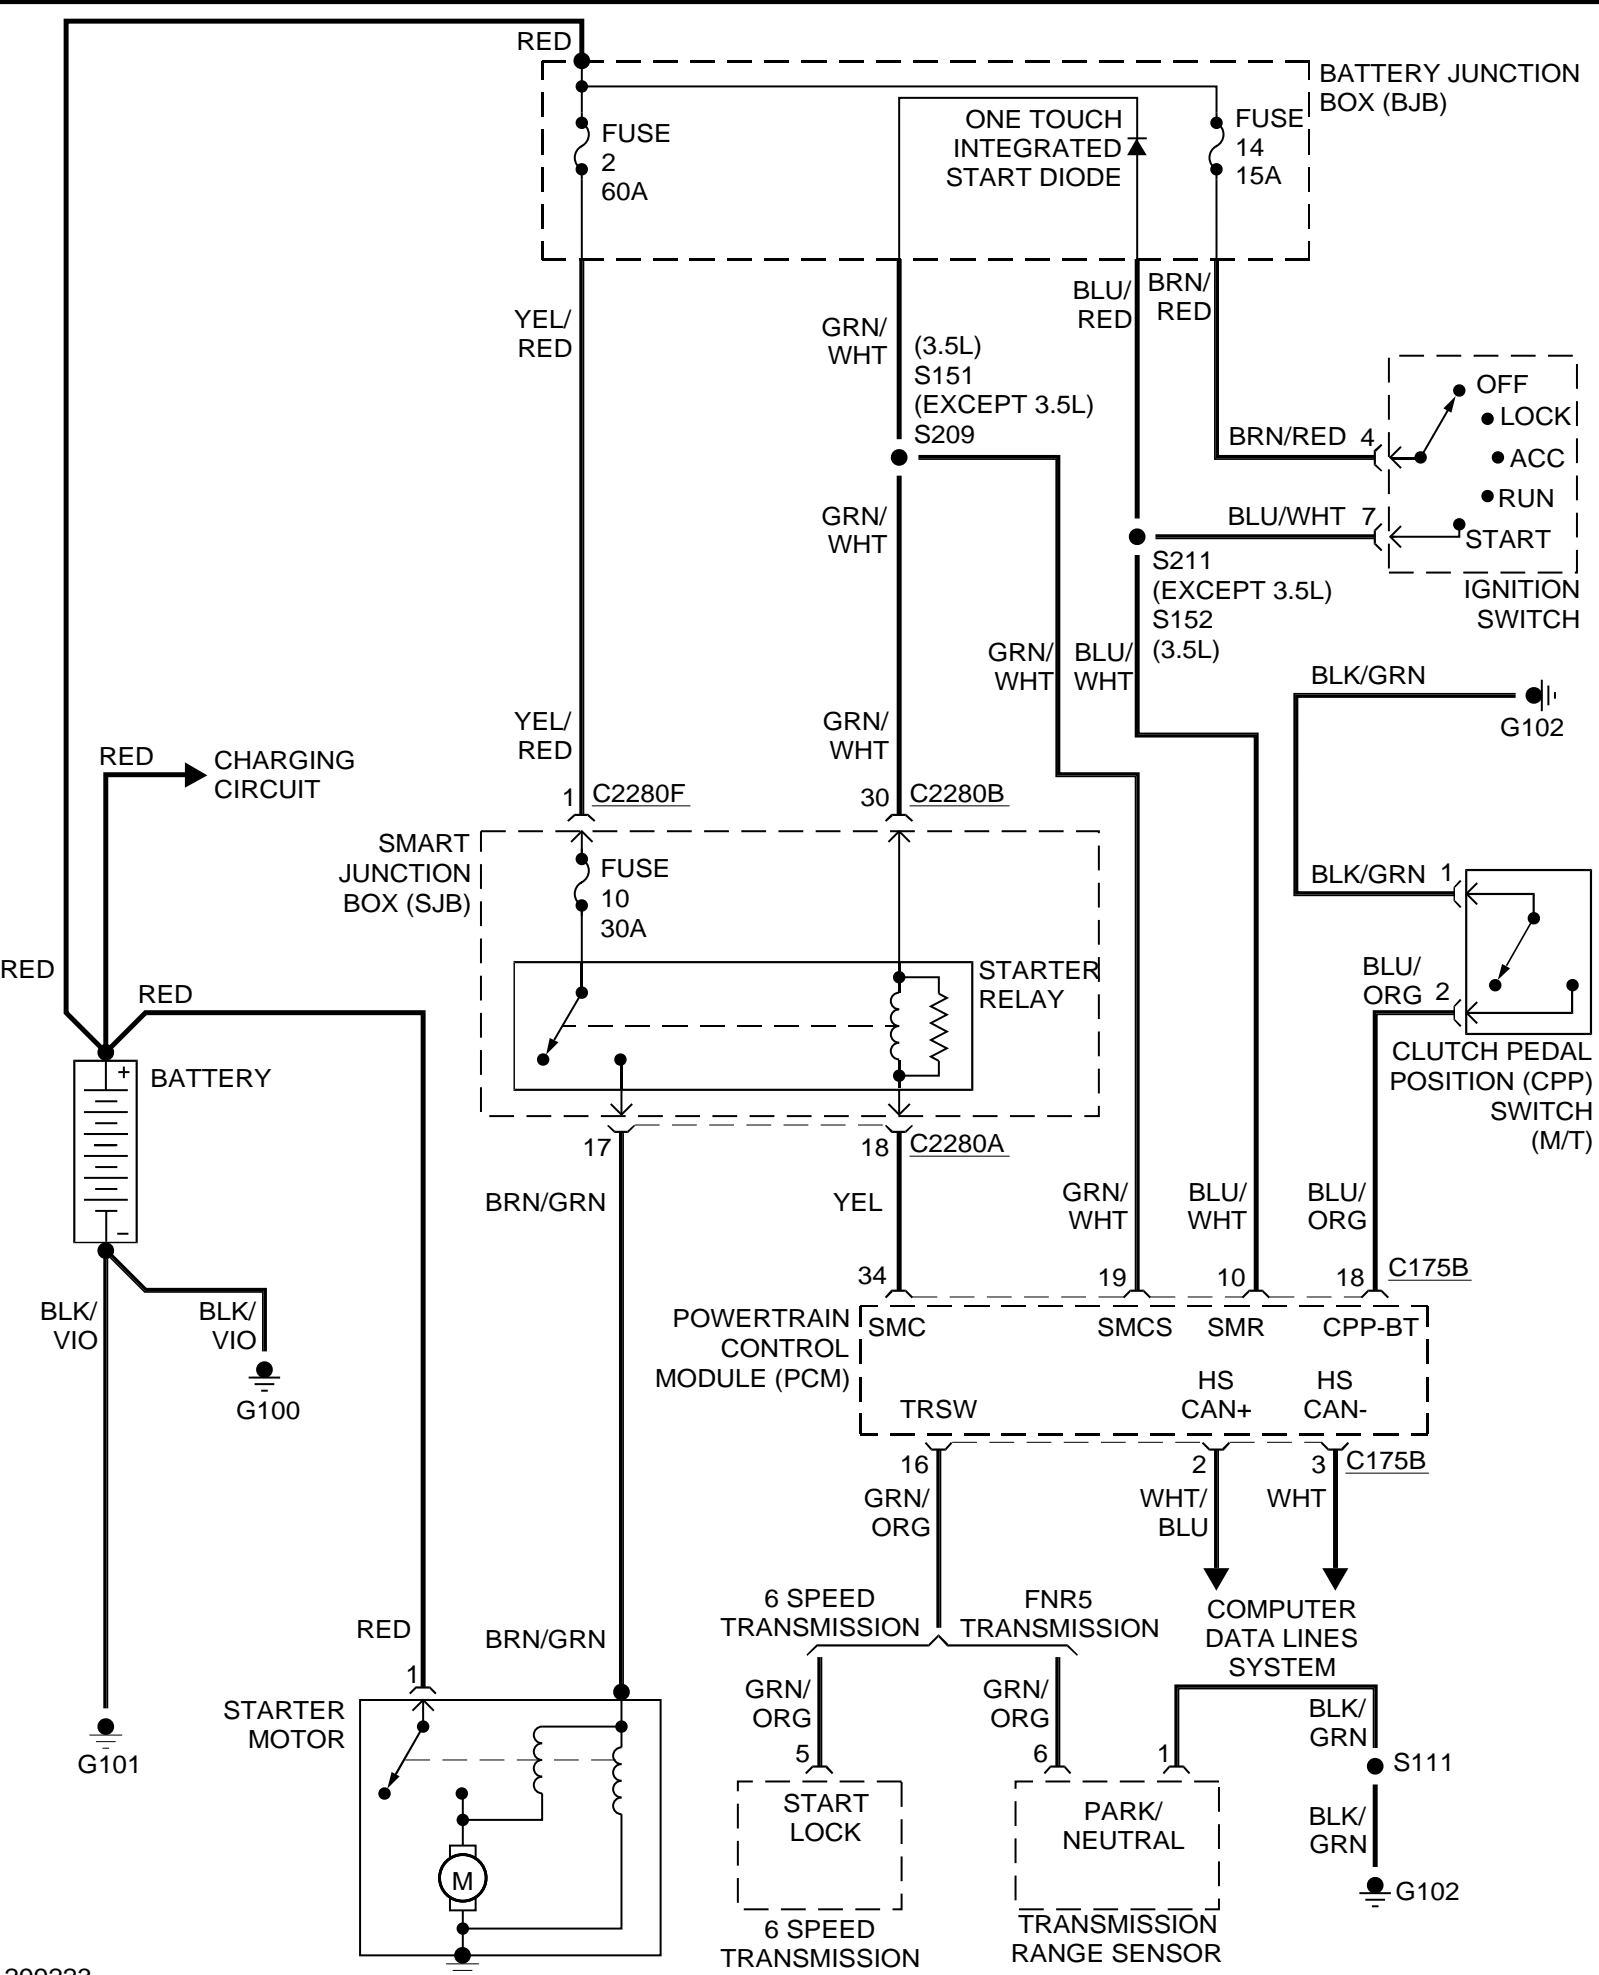 RED
BATTERY JUNCTION
BOX (BJB)
FUSE
2
60A
ONE TOUCH
INTEGRATED
START DIODE
FUSE
14
15A
YEL/
RED
GRN/
WHT
BLU/
RED
BRN/
RED
(3.5L)
S151
(EXCEPT 3.5L)
S209
OFF
LOCK
ACC
RUN
START
BRN/RED 4
BLU/WHT 7
IGNITION
SWITCH
GRN/
WHT
S211
(EXCEPT 3.5L)
S152
(3.5L)
GRN/
WHT
BLU/
WHT
BLK/GRN
G102
YEL/
RED
GRN/
WHT
RED
CHARGING
CIRCUIT
1 C2280F
30 C2280B
SMART
JUNCTION
BOX (SJB)
FUSE
10
30A
BLK/GRN 1
RED
RED
STARTER
RELAY
BLU/
ORG 2
+
BATTERY
CLUTCH PEDAL
POSITION (CPP)
SWITCH
(M/T)
17
18 C2280A
BRN/GRN
YEL
GRN/
WHT
BLU/
WHT
BLU/
ORG
-
34
19
10
18
C175B
BLK/
VIO
BLK/
VIO
G100
POWERTRAIN
CONTROL
MODULE (PCM)
SMC
SMCS
SMR
CPP-BT
TRSW
HS
CAN+
HS
CAN-
16
2
3
C175B
GRN/
ORG
WHT/
BLU
WHT
6 SPEED
TRANSMISSION
FNR5
TRANSMISSION
COMPUTER
DATA LINES
SYSTEM
RED
BRN/GRN
1
STARTER
MOTOR
GRN/
ORG
GRN/
ORG
BLK/
GRN
5
6
1
S111
G101
START
LOCK
PARK/
NEUTRAL
BLK/
GRN
M
G102
6 SPEED
TRANSMISSION
TRANSMISSION
RANGE SENSOR